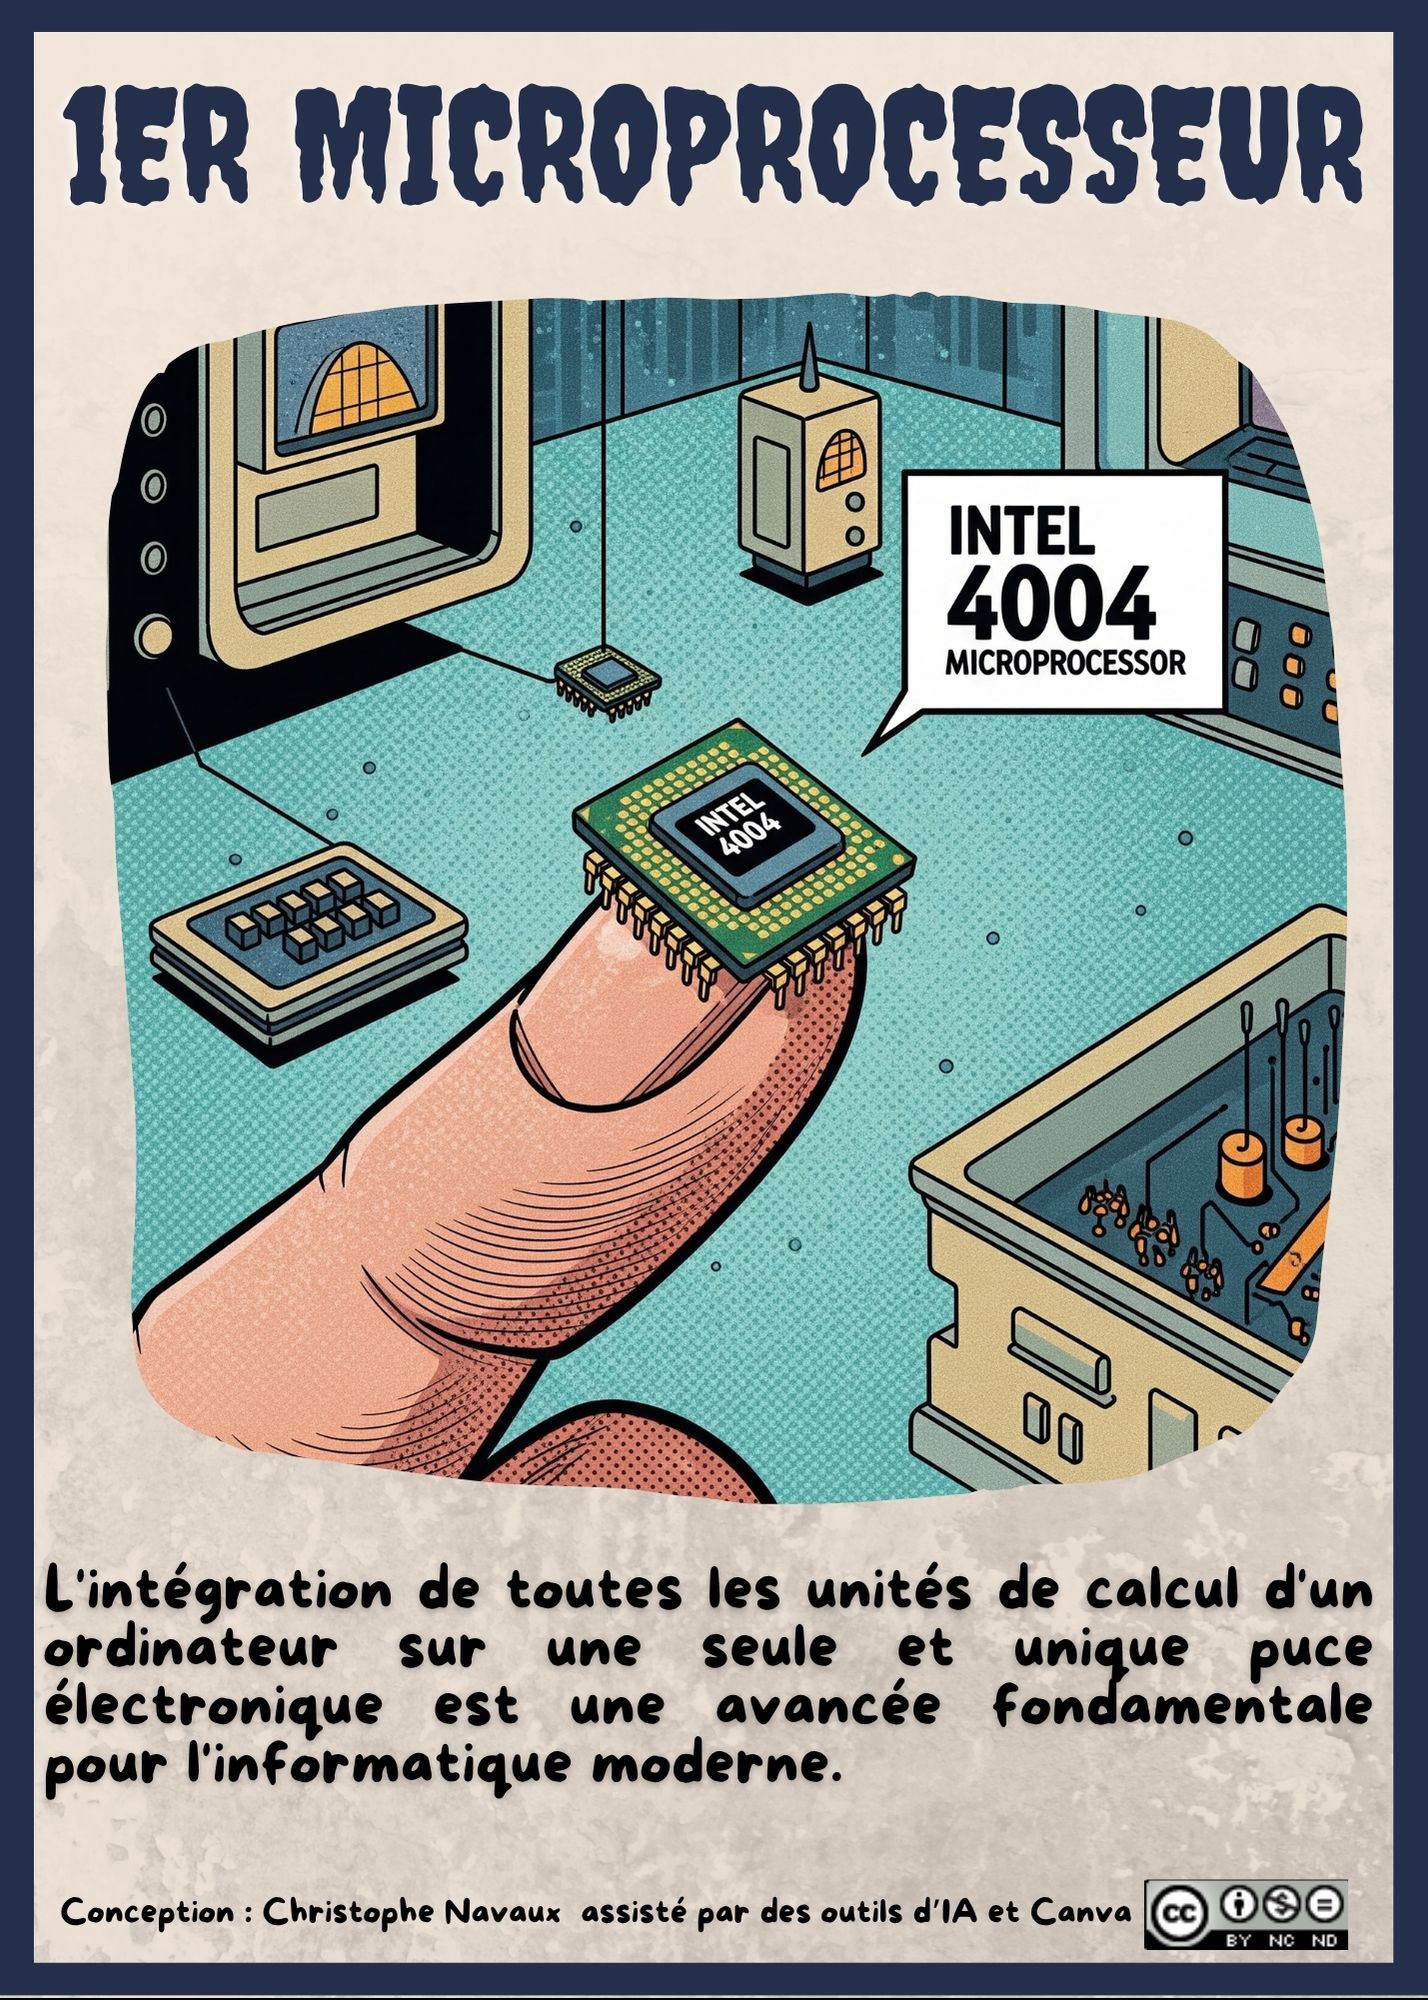 1ER MICROPROCESSEUR
INTEL
4004
MICROPROCESSOR
INTEL
4004
L'intégration de toutes les unités de calcul d'un
ordinateur sur une seule et unique puce
électronique est une avancée fondamentale
pour l'informatique moderne.
Conception : Christophe Navaux assisté par des outils d'IA et Canva
cc
BY NC ND